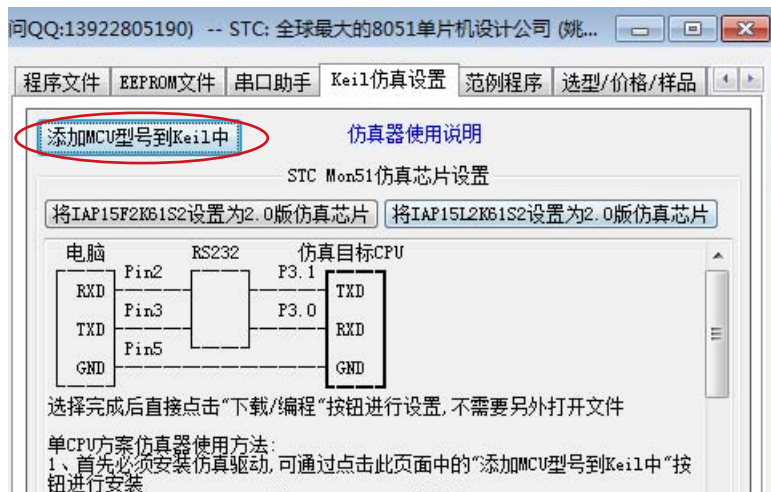 问QQ:13922805190) -- STC: 全球最大的8051单片机设计公司 (姚...
程序文件 EEPROM文件 串口助手 Keil仿真设置 范例程序 选型/价格/样品
添加MCU型号到Keil中 仿真器使用说明
STC Mon51仿真芯片设置
将IAP15F2K61S2设置为2.0版仿真芯片 将IAP15L2K61S2设置为2.0版仿真芯片
电脑 RS232 仿真目标CPU
Pin2 P3.1
RXD TXD
Pin3 P3.0
TXD RXD
Pin5
GND GND
选择完成后直接点击“下载/编程“按钮进行设置,不需要另外打开文件
单CPU方案仿真器使用方法:
1、首先必须安装仿真驱动,可通过点击此页面中的“添加MCU型号到Keil中“按
钮进行安装